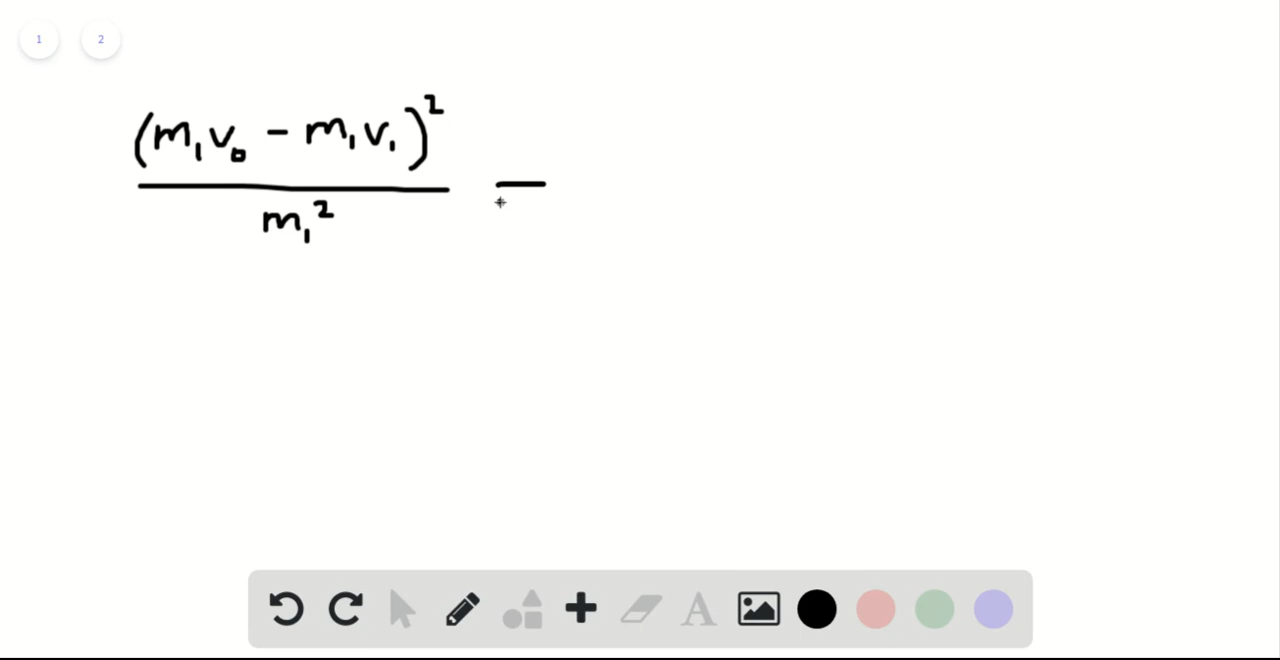 1 2
(m₁v₀ - m₁v₁)²
m₁²
—
A